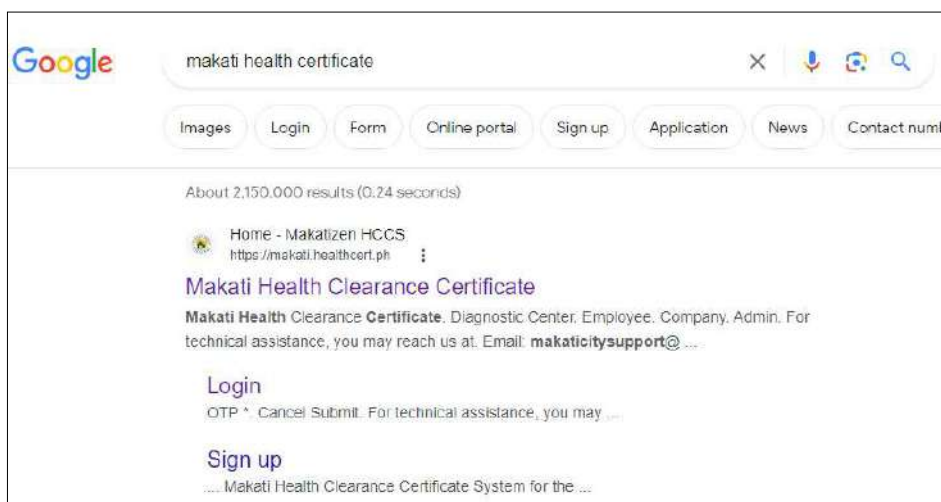 Google
makati health certificate
Images Login Form Online portal Sign up Application News Contact numb
About 2,150,000 results (0.24 seconds)
Home - Makatizen HCCS
https://makati.healthcert.ph
Makati Health Clearance Certificate
Makati Health Clearance Certificate. Diagnostic Center. Employee. Company. Admin. For
technical assistance, you may reach us at. Email: makaticitysupport@ ...
Login
OTP *. Cancel Submit. For technical assistance, you may ...
Sign up
.... Makati Health Clearance Certificate System for the ...